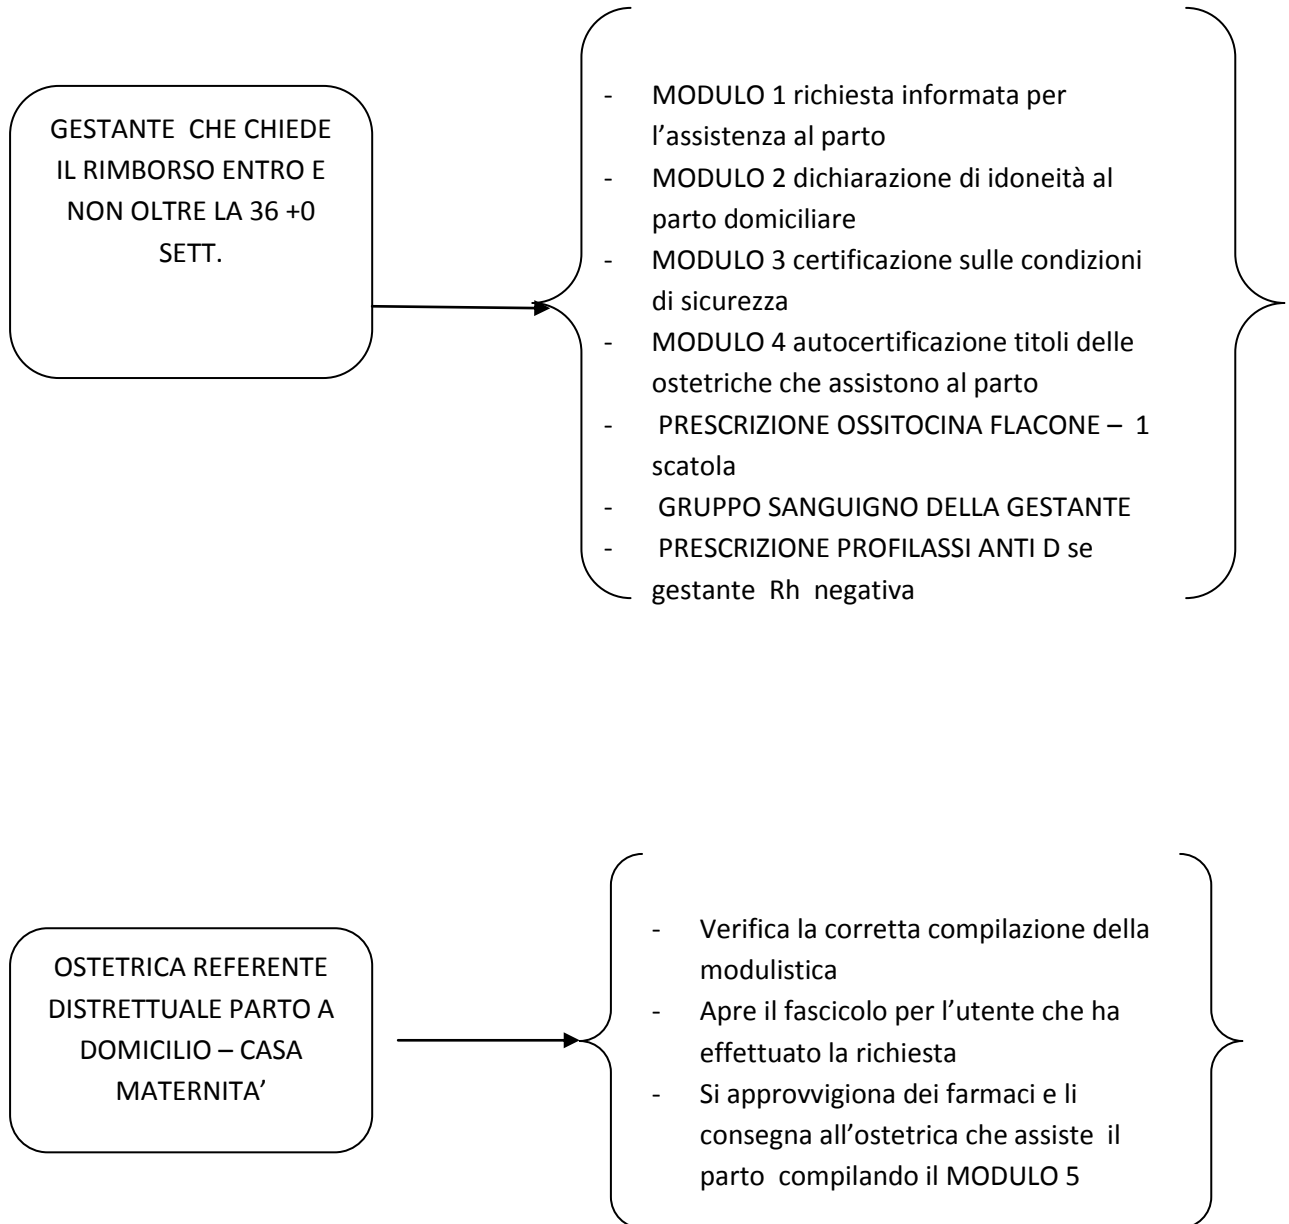 GESTANTE CHE CHIEDE
IL RIMBORSO ENTRO E
NON OLTRE LA 36 +0
SETT.
- MODULO 1 richiesta informata per
l’assistenza al parto
- MODULO 2 dichiarazione di idoneità al
parto domiciliare
- MODULO 3 certificazione sulle condizioni
di sicurezza
- MODULO 4 autocertificazione titoli delle
ostetriche che assistono al parto
- PRESCRIZIONE OSSITOCINA FLACONE – 1
scatola
- GRUPPO SANGUIGNO DELLA GESTANTE
- PRESCRIZIONE PROFILASSI ANTI D se
gestante Rh negativa
OSTETRICA REFERENTE
DISTRETTUALE PARTO A
DOMICILIO – CASA
MATERNITA’
- Verifica la corretta compilazione della
modulistica
- Apre il fascicolo per l’utente che ha
effettuato la richiesta
- Si approvvigiona dei farmaci e li
consegna all’ostetrica che assiste il
parto compilando il MODULO 5